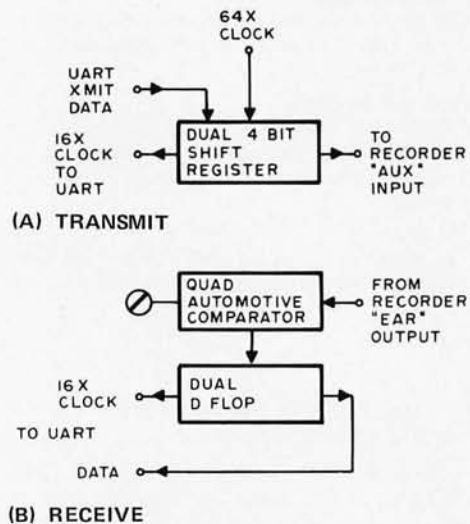 64X
CLOCK
UART
XMIT
DATA
16X
CLOCK
TO
UART
DUAL 4 BIT
SHIFT
REGISTER
TO
RECORDER
"AUX"
INPUT
(A) TRANSMIT
QUAD
AUTOMOTIVE
COMPARATOR
FROM
RECORDER
"EAR"
OUTPUT
16X
CLOCK
DUAL
D FLOP
TO UART
DATA
(B) RECEIVE